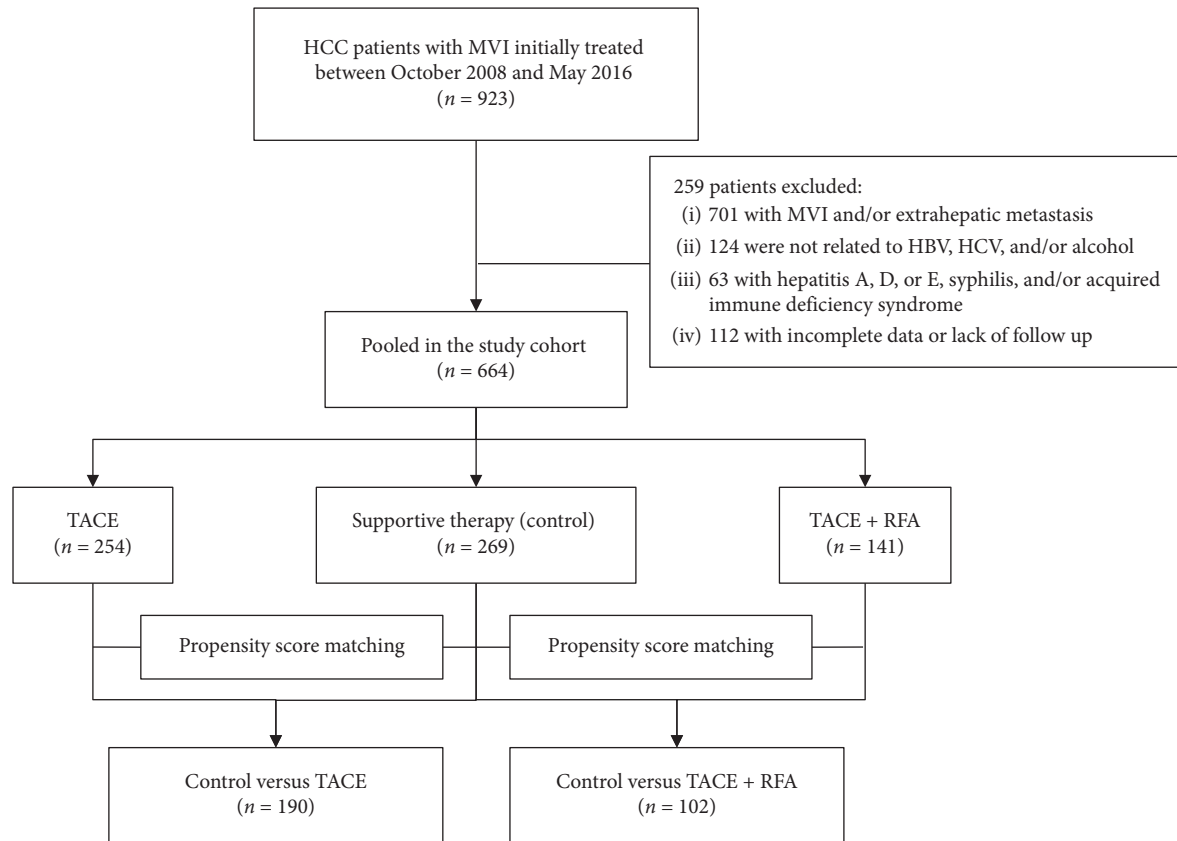 HCC patients with MVI initially treated
between October 2008 and May 2016
(n = 923)
259 patients excluded:
(i) 701 with MVI and/or extrahepatic metastasis
(ii) 124 were not related to HBV, HCV, and/or alcohol
(iii) 63 with hepatitis A, D, or E, syphilis, and/or acquired
immune deficiency syndrome
(iv) 112 with incomplete data or lack of follow up
Pooled in the study cohort
(n = 664)
TACE
(n = 254)
Supportive therapy (control)
(n = 269)
TACE + RFA
(n = 141)
Propensity score matching
Propensity score matching
Control versus TACE
(n = 190)
Control versus TACE + RFA
(n = 102)